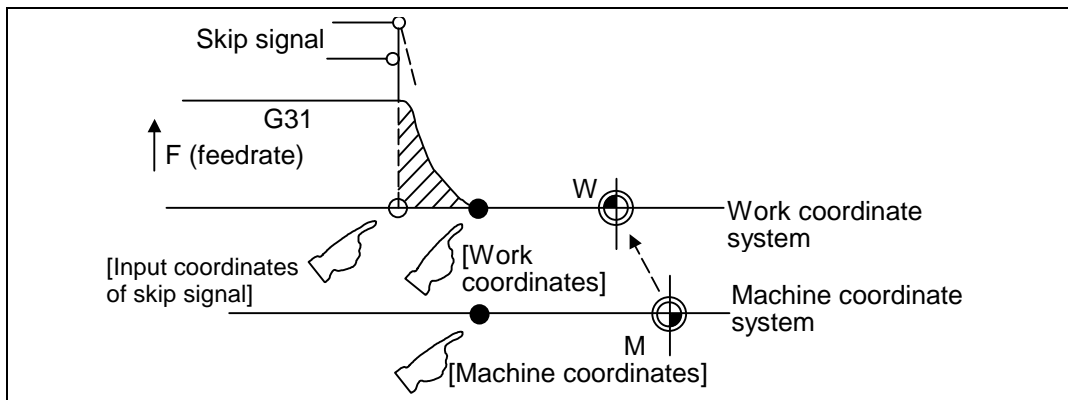 Skip signal
G31
F (feedrate)
W
Work coordinate
system
[Input coordinates
of skip signal]
[Work
coordinates]
Machine coordinate
system
M
[Machine coordinates]